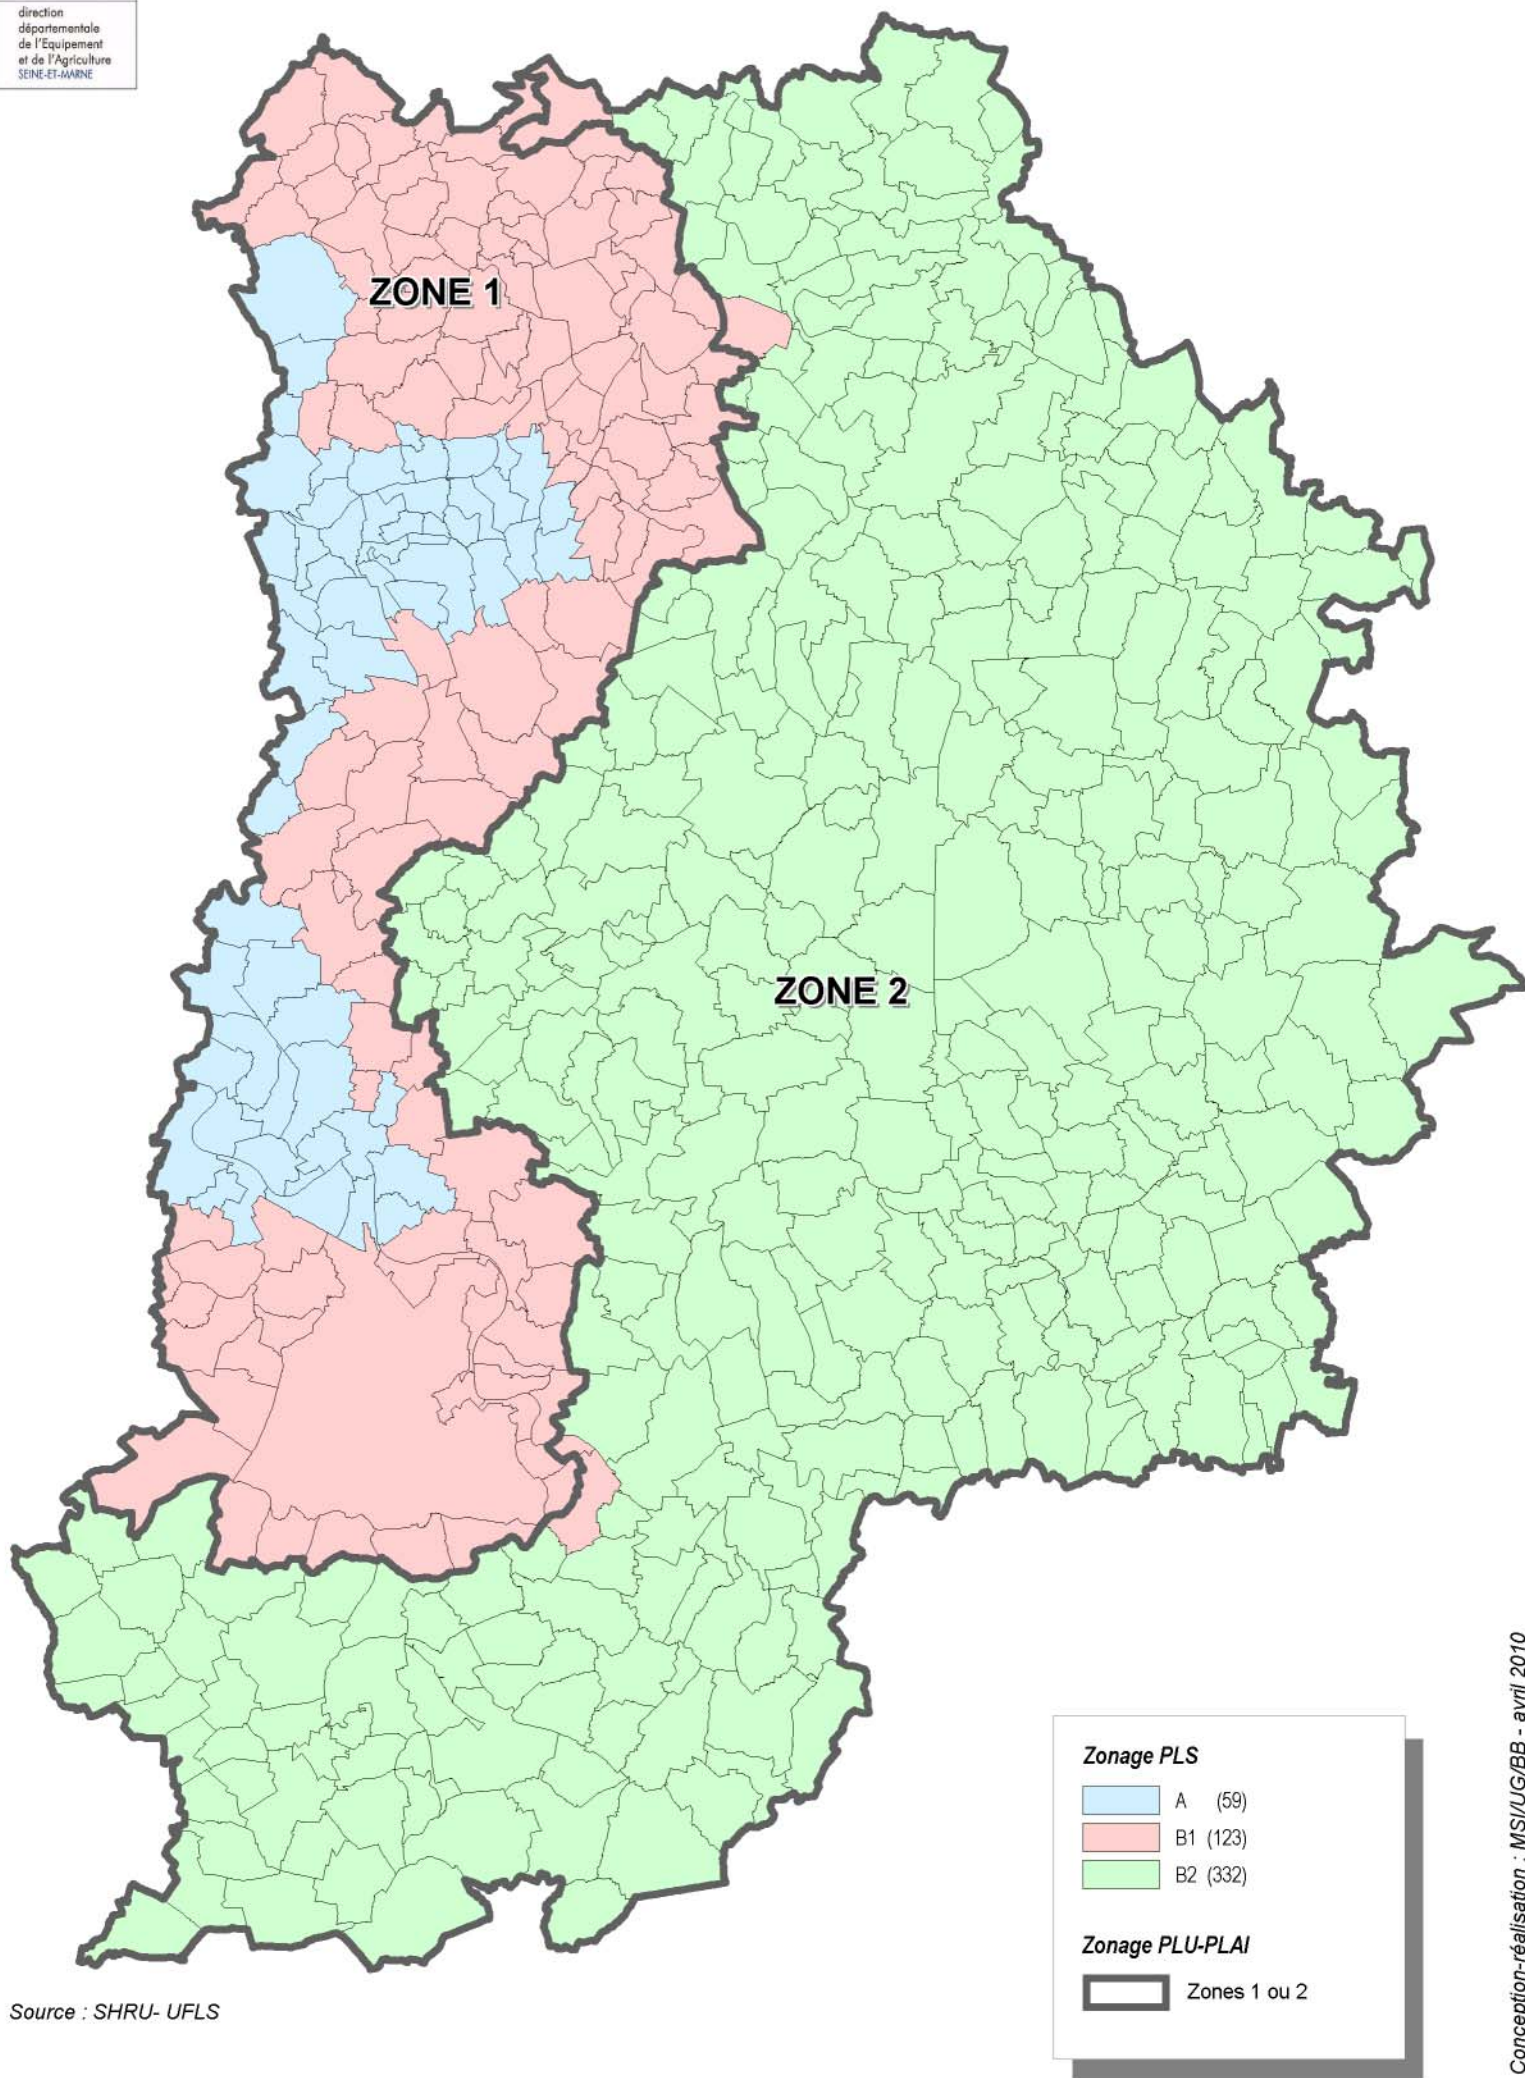 direction
départementale
de l'Equipement
et de l'Agriculture
SEINE-ET-MARNE
ZONE 1
ZONE 2
Zonage PLS
A (59)
B1 (123)
B2 (332)
Zonage PLU-PLAI
Zones 1 ou 2
Source : SHRU- UFLS
Conception-réalisation : MSI/UG/BB - avril 2010